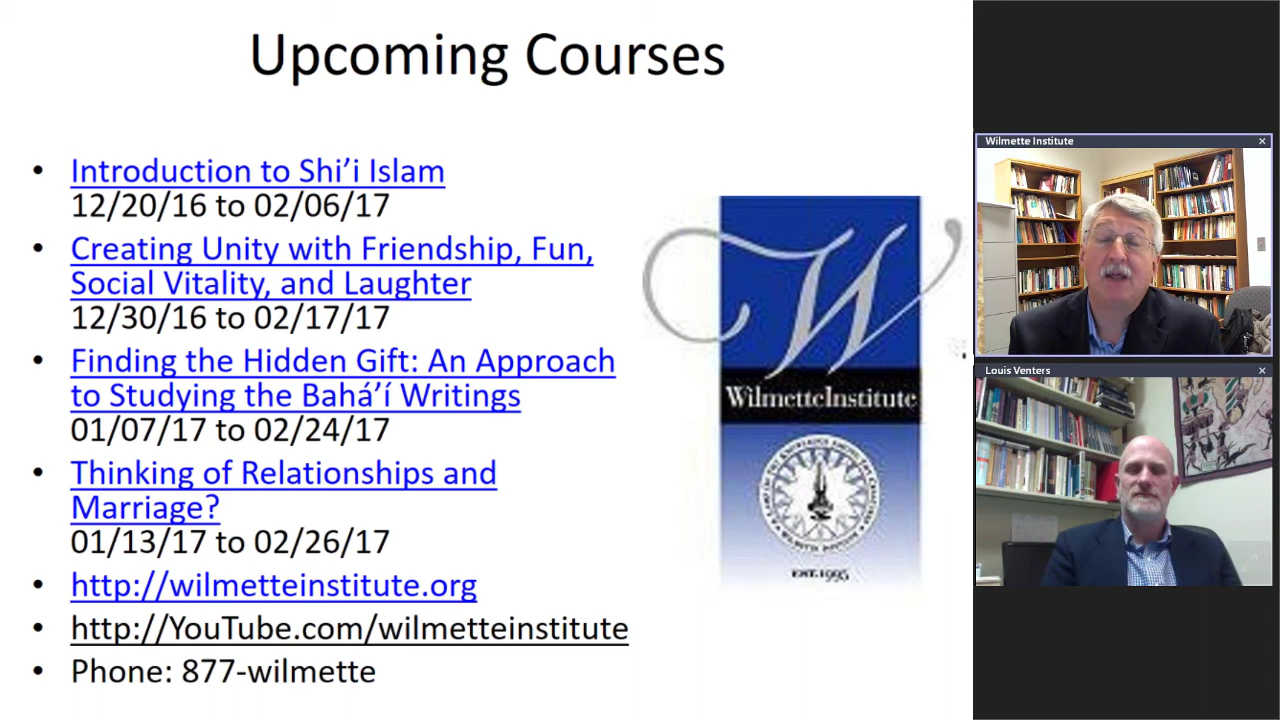 Upcoming Courses
• Introduction to Shi’i Islam
12/20/16 to 02/06/17
• Creating Unity with Friendship, Fun,
Social Vitality, and Laughter
12/30/16 to 02/17/17
• Finding the Hidden Gift: An Approach
to Studying the Bahá’í Writings
01/07/17 to 02/24/17
• Thinking of Relationships and
Marriage?
01/13/17 to 02/26/17
• http://wilmetteinstitute.org
• http://YouTube.com/wilmetteinstitute
• Phone: 877-wilmette
W
WilmetteInstitute
EST.1995
Wilmette Institute
Louis Venters